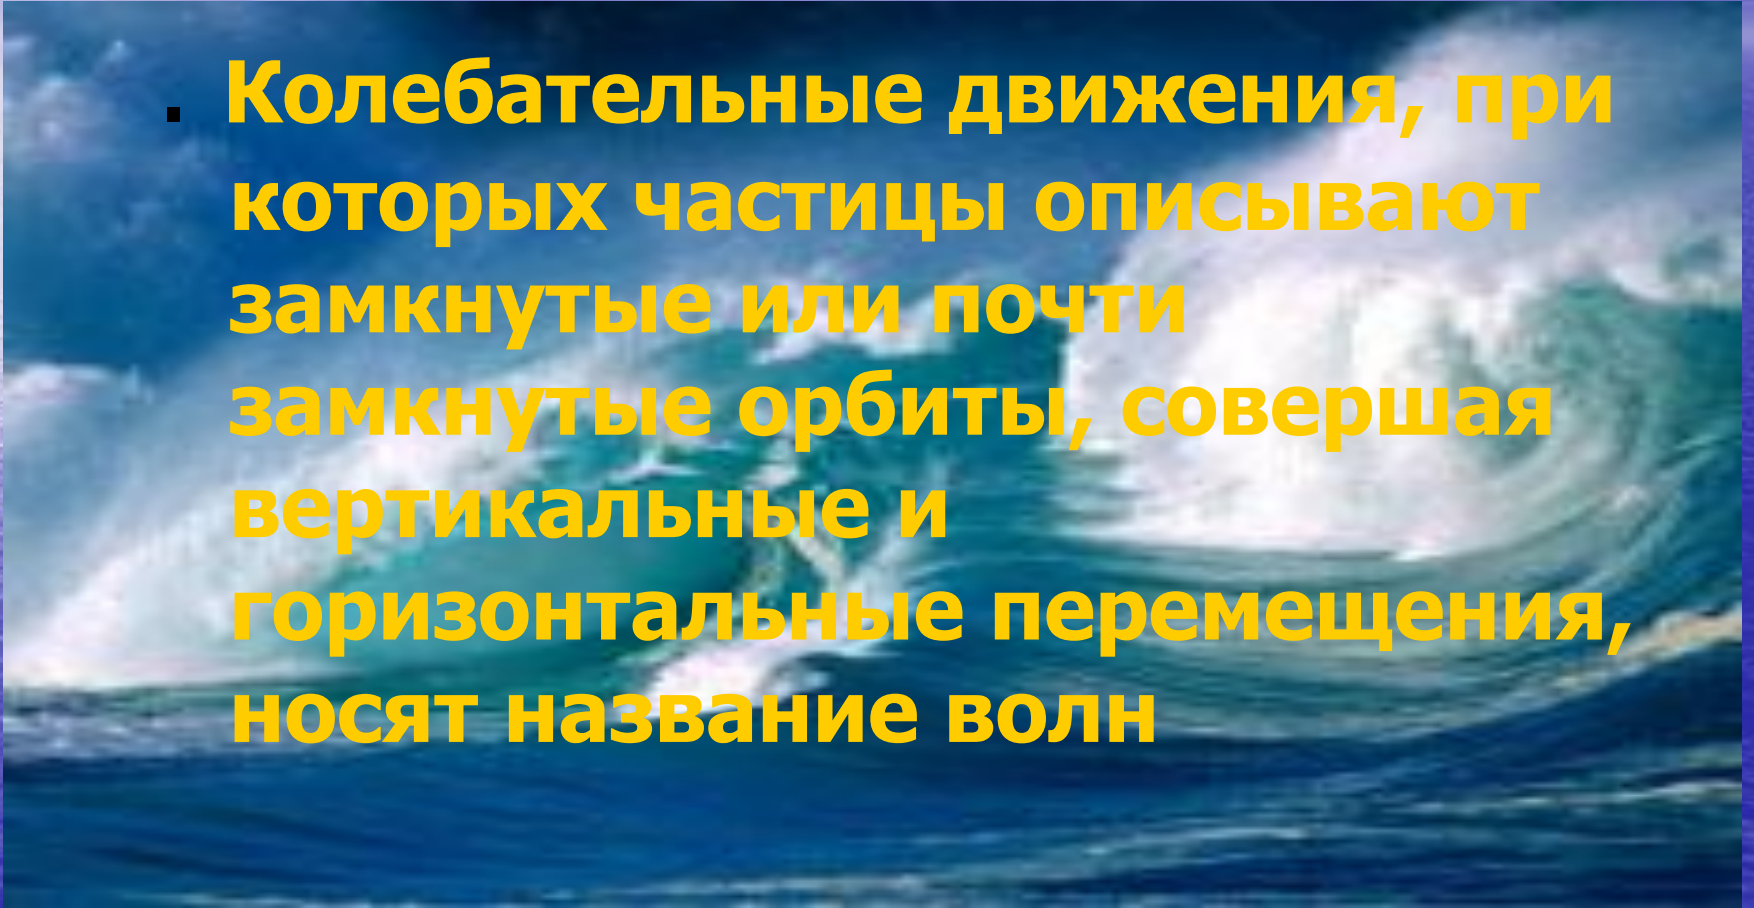 ▪ Колебательные движения, при
которых частицы описывают
замкнутые или почти
замкнутые орбиты, совершая
вертикальные и
горизонтальные перемещения,
носят название волн